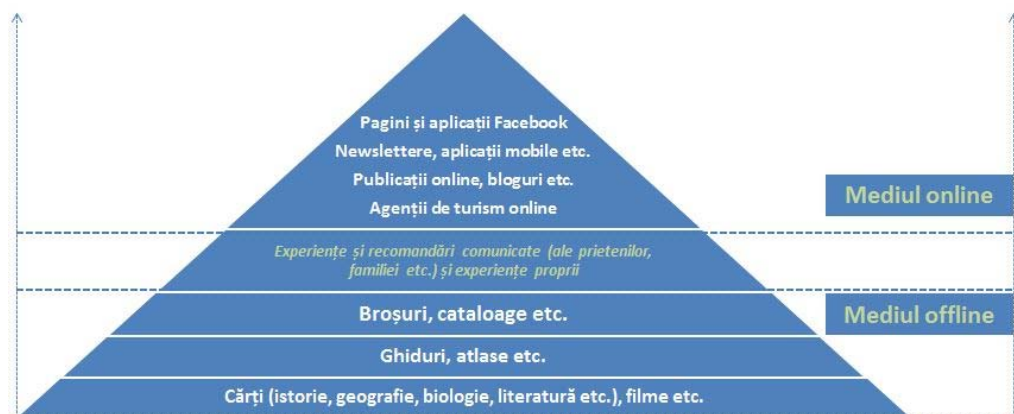 Pagini și aplicații Facebook
Newslettere, aplicații mobile etc.
Publicații online, bloguri etc.
Agenții de turism online
Mediul online
Experiențe și recomandări comunicate (ale prietenilor,
familiei etc.) și experiențe proprii
Broșuri, cataloage etc.
Mediul offline
Ghiduri, atlase etc.
Cărți (istorie, geografie, biologie, literatură etc.), filme etc.